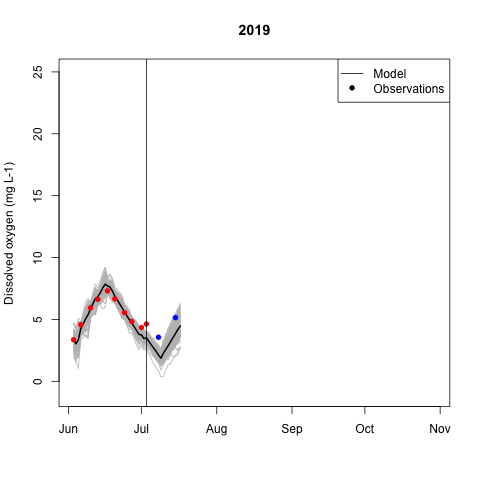 2019
Model
Observations
Dissolved oxygen (mg L-1)
25
20
15
10
5
0
Jun Jul Aug Sep Oct Nov